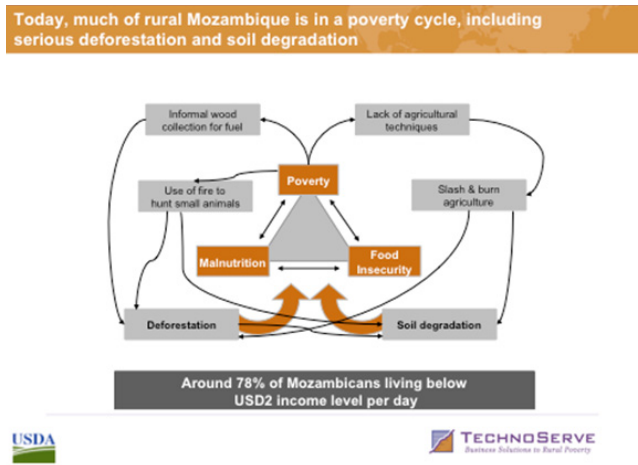 Today, much of rural Mozambique is in a poverty cycle, including
serious deforestation and soil degradation
Informal wood
collection for fuel
Lack of agricultural
techniques
Poverty
Use of fire to
hunt small animals
Slash & burn
agriculture
Malnutrition
Food
Insecurity
Deforestation
Soil degradation
Around 78% of Mozambicans living below
USD2 income level per day
USDA
TECHNOSERVE
Business Solutions to Rural Poverty